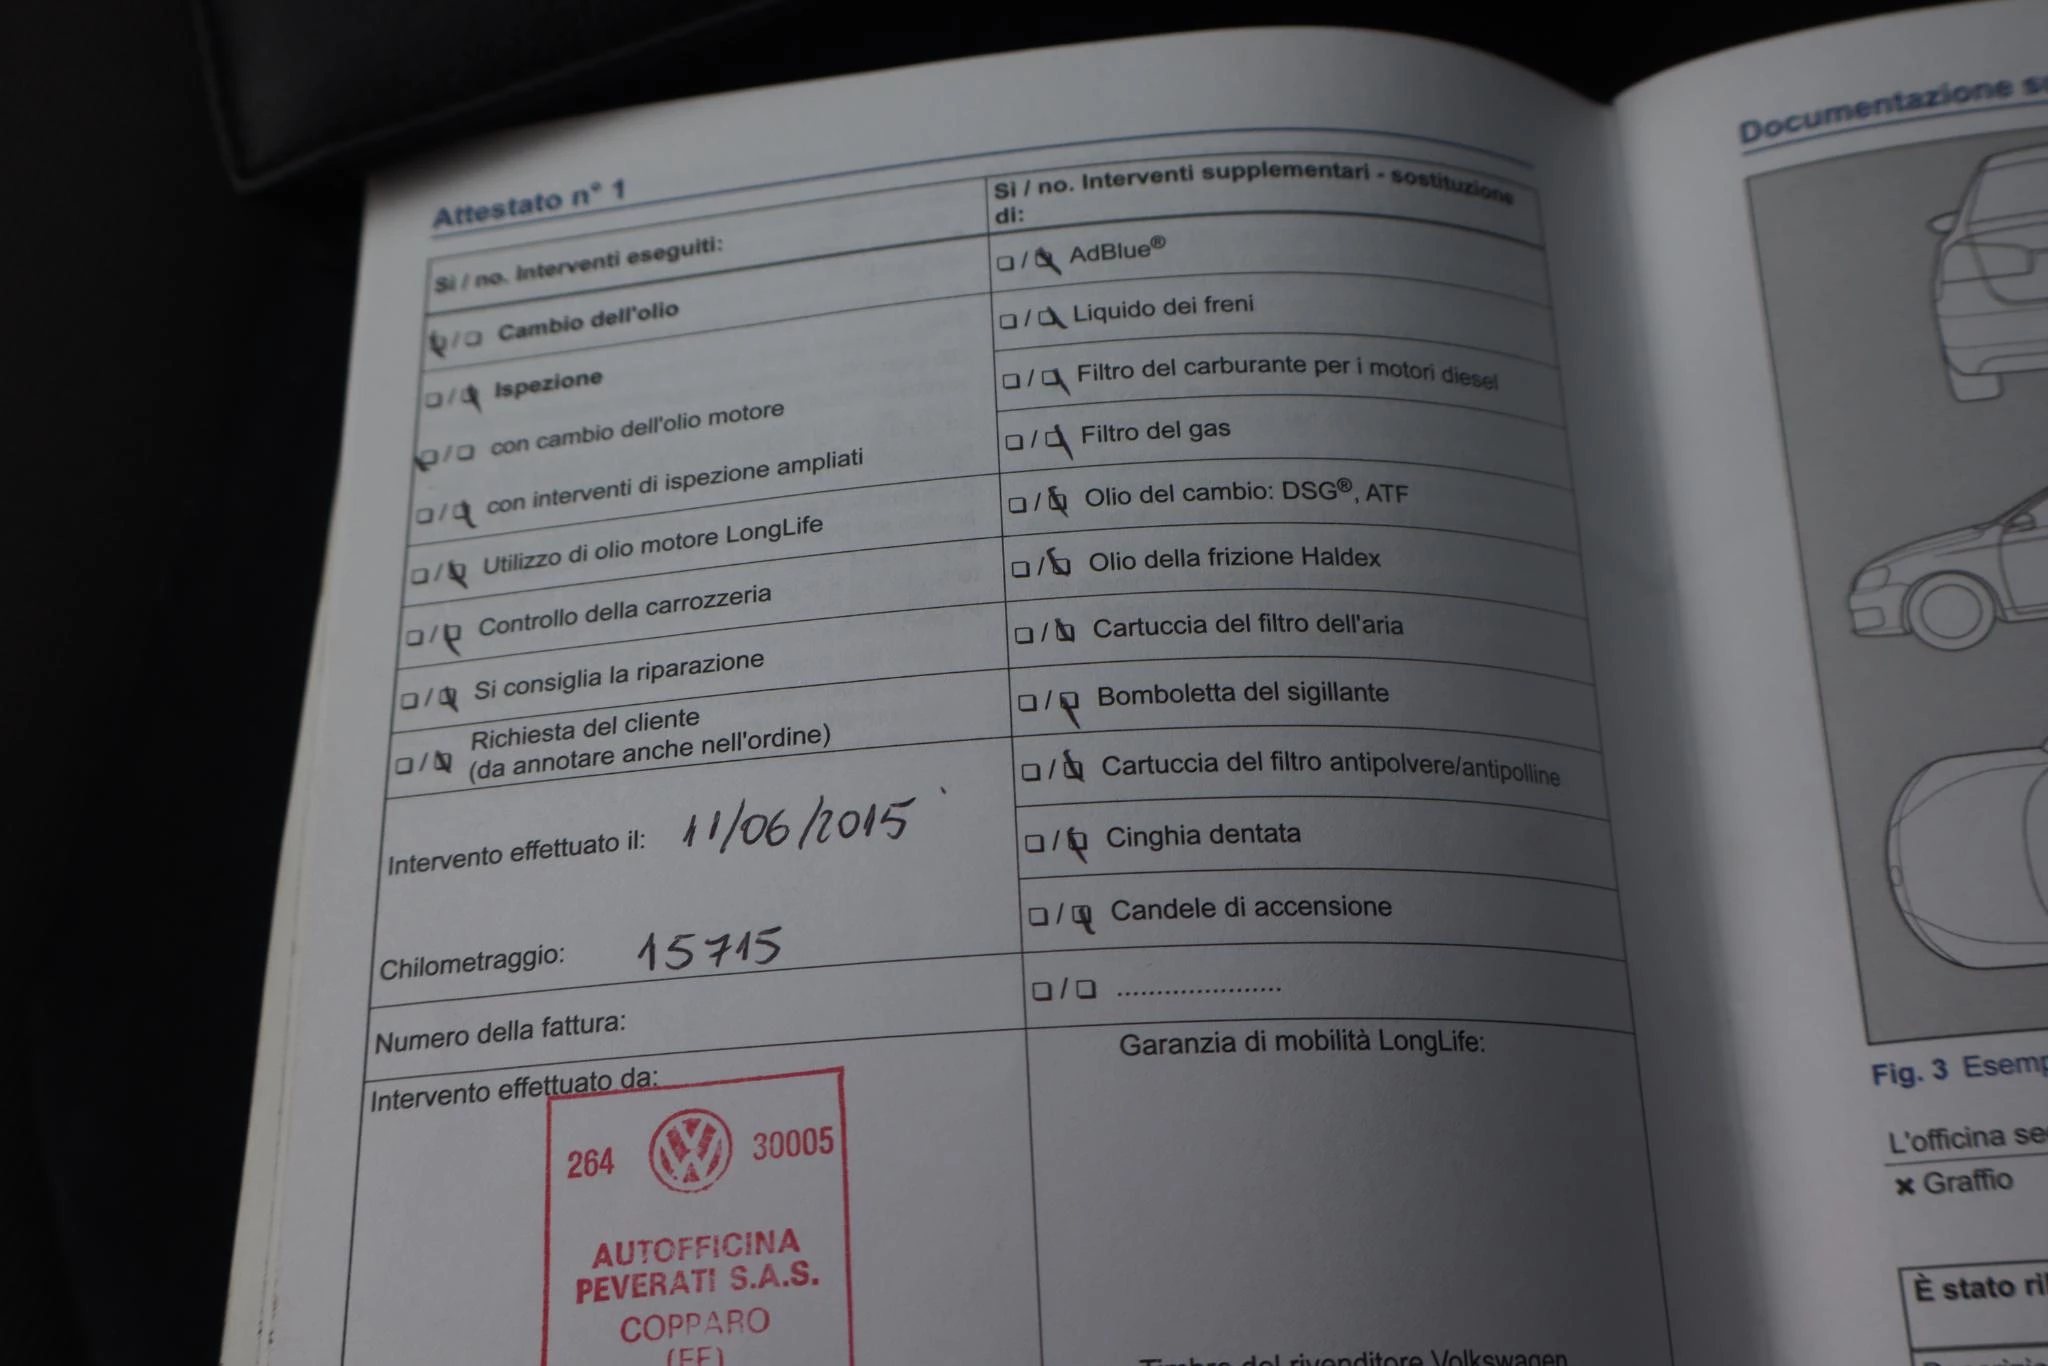 Attestato n° 1
Sì / no. Interventi eseguiti:
☑/☐ Cambio dell'olio
☐/☑ Ispezione
☑/☐ con cambio dell'olio motore
☐/☑ con interventi di ispezione ampliati
☐/☑ Utilizzo di olio motore LongLife
☐/☑ Controllo della carrozzeria
☐/☑ Si consiglia la riparazione
☐/☑ Richiesta del cliente
(da annotare anche nell'ordine)
Intervento effettuato il: 11/06/2015
Chilometraggio: 15715
Numero della fattura:
Intervento effettuato da:
264 VW 30005
AUTOFFICINA
PEVERATI S.A.S.
COPPARO
(FE)
Sì / no. Interventi supplementari - sostituzione
di:
☐/☑ AdBlue®
☐/☑ Liquido dei freni
☐/☑ Filtro del carburante per i motori diesel
☐/☑ Filtro del gas
☐/☑ Olio del cambio: DSG®, ATF
☐/☑ Olio della frizione Haldex
☐/☑ Cartuccia del filtro dell'aria
☐/☑ Bomboletta del sigillante
☐/☑ Cartuccia del filtro antipolvere/antipolline
☐/☑ Cinghia dentata
☐/☑ Candele di accensione
☐/☐ .....................
Garanzia di mobilità LongLife:
del rivenditore Volkswagen
Documentazione
Fig. 3
L'officina
× Graffio
È stato